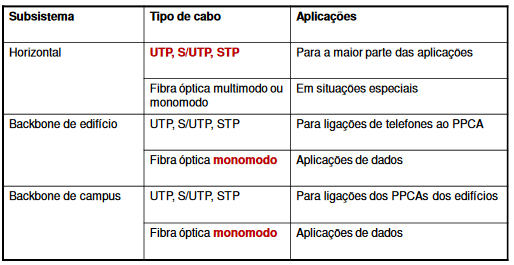 Subsistema Tipo de cabo Aplicações
Horizontal UTP, S/UTP, STP Para a maior parte das aplicações
Fibra óptica multimodo ou Em situações especiais
monomodo
Backbone de edifício UTP, S/UTP, STP Para ligações de telefones ao PPCA
Fibra óptica monomodo Aplicações de dados
Backbone de campus UTP, S/UTP, STP Para ligações dos PPCAs dos edifícios
Fibra óptica monomodo Aplicações de dados